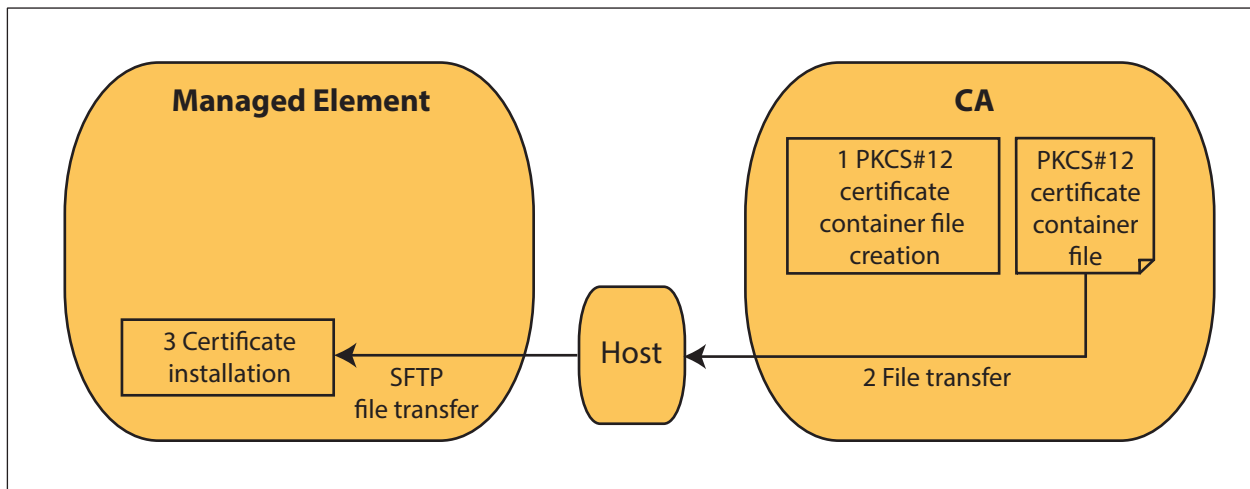 Managed Element
CA
1 PKCS#12
certificate
container file
creation
PKCS#12
certificate
container
file
3 Certificate
installation
SFTP
file transfer
Host
2 File transfer